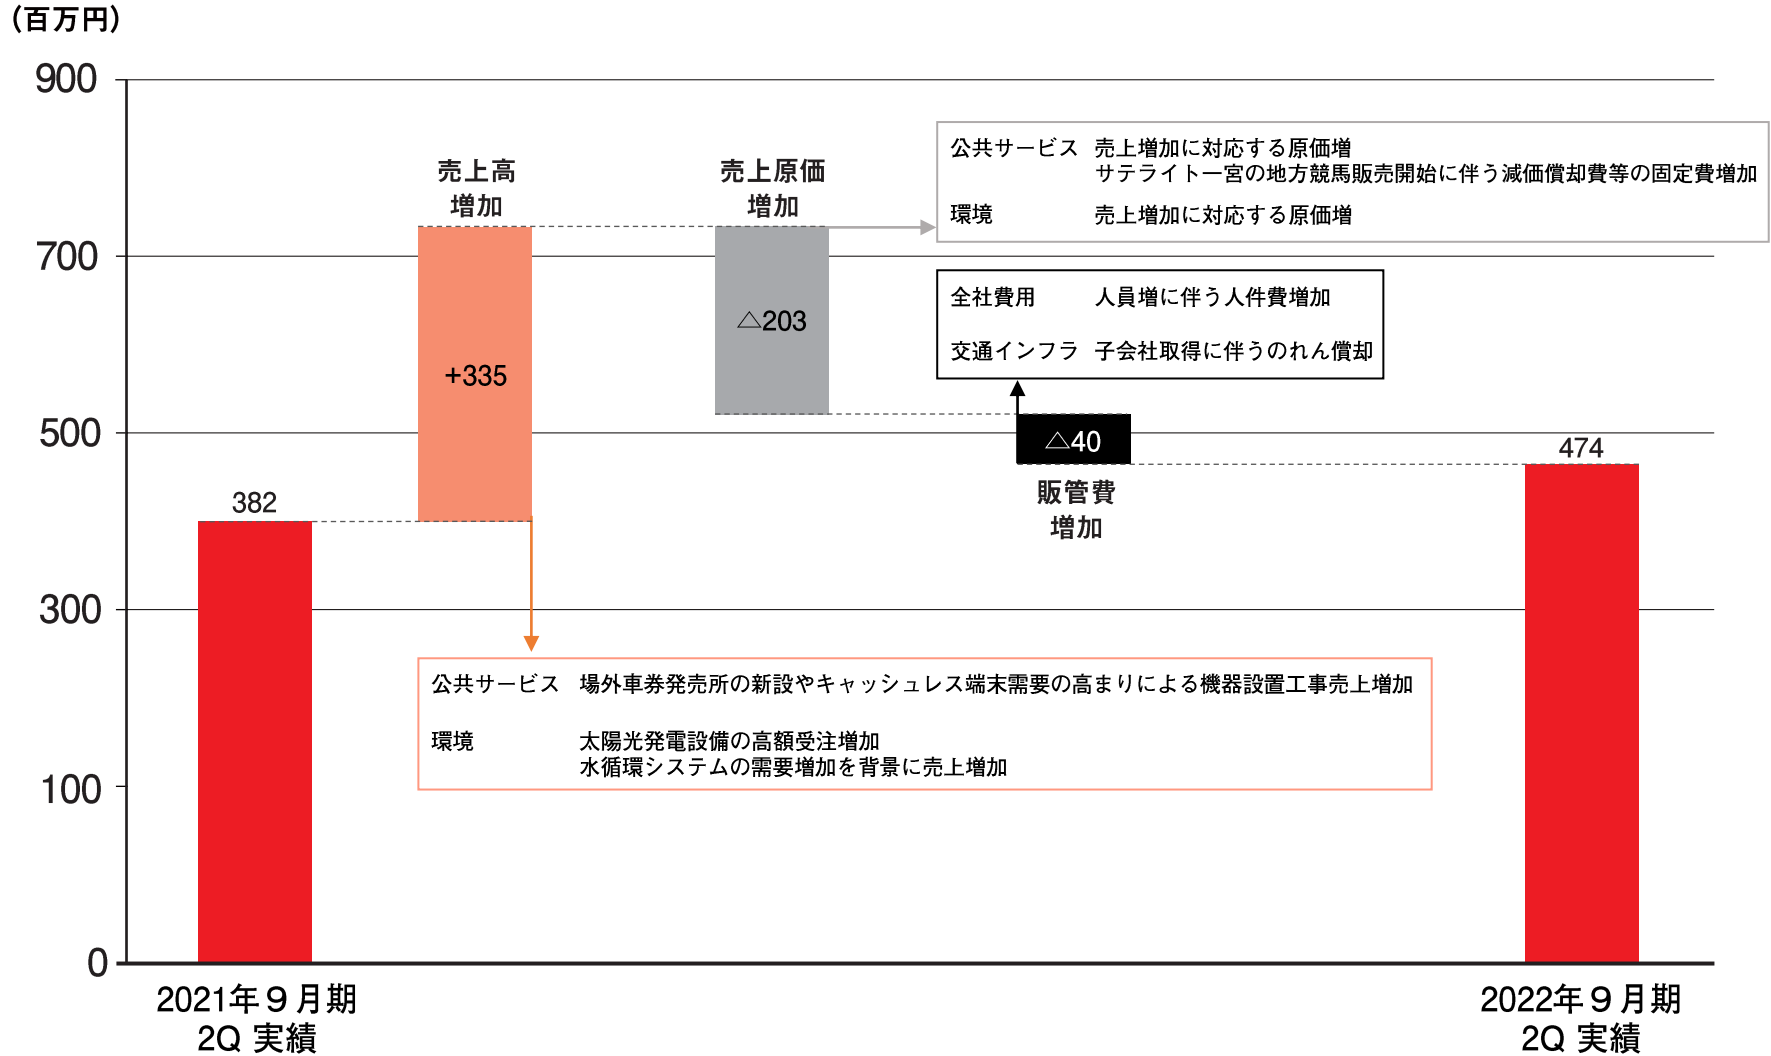 （百万円）
900
700
500
300
100
0
売上高
増加
+335
売上原価
増加
△203
公共サービス 売上増加に対応する原価増
サテライト一宮の地方競馬販売開始に伴う減価償却費等の固定費増加
環境 売上増加に対応する原価増
全社費用 人員増に伴う人件費増加
交通インフラ 子会社取得に伴うのれん償却
△40
販管費
増加
382
474
公共サービス 場外車券発売所の新設やキャッシュレス端末需要の高まりによる機器設置工事売上増加
環境 太陽光発電設備の高額受注増加
水循環システムの需要増加を背景に売上増加
2021年９月期
2Q 実績
2022年９月期
2Q 実績